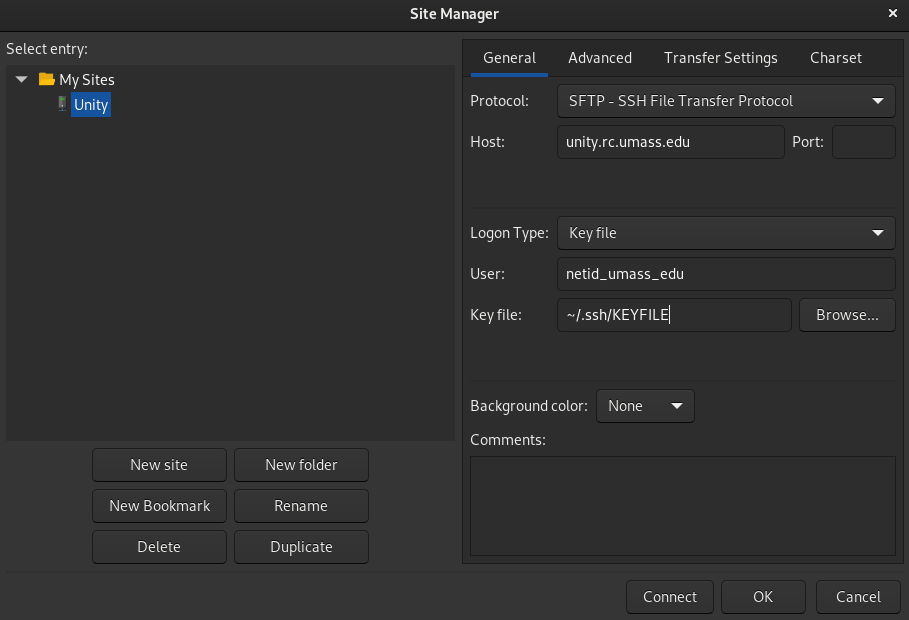 Site Manager
Select entry:
My Sites
Unity
New site
New folder
New Bookmark
Rename
Delete
Duplicate
General
Advanced
Transfer Settings
Charset
Protocol:
SFTP - SSH File Transfer Protocol
Host:
unity.rc.umass.edu
Port:
Logon Type:
Key file
User:
netid_umass_edu
Key file:
~/.ssh/KEYFILE
Browse...
Background color:
None
Comments:
Connect
OK
Cancel